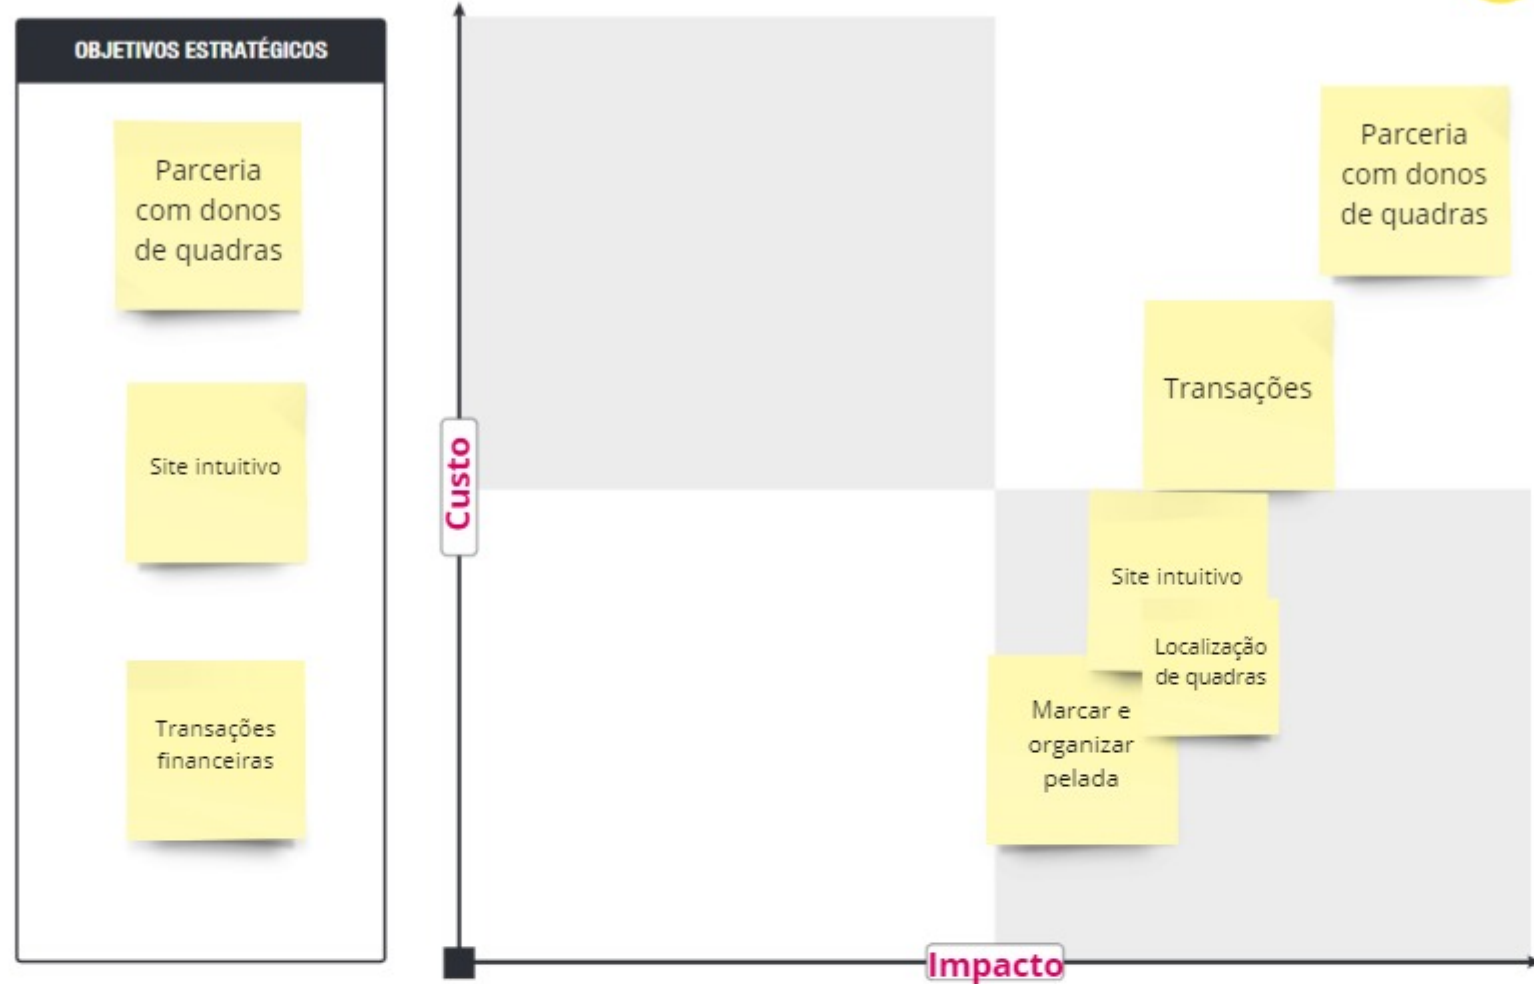 OBJETIVOS ESTRATÉGICOS
Parceria
com donos
de quadras
Site intuitivo
Transações
financeiras
Custo
Parceria
com donos
de quadras
Transações
Site intuitivo
Localização
de quadras
Marcar e
organizar
pelada
Impacto